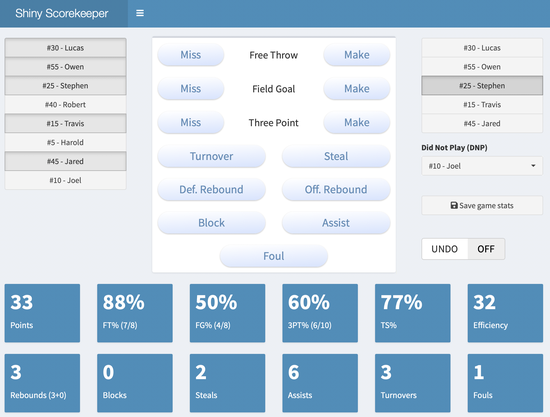 Shiny Scorekeeper
#30 - Lucas
#55 - Owen
#25 - Stephen
#40 - Robert
#15 - Travis
#5 - Harold
#45 - Jared
#10 - Joel
Miss Free Throw Make
Miss Field Goal Make
Miss Three Point Make
Turnover Steal
Def. Rebound Off. Rebound
Block Assist
Foul
#30 - Lucas
#55 - Owen
#25 - Stephen
#15 - Travis
#45 - Jared
Did Not Play (DNP)
#10 - Joel
Save game stats
UNDO OFF
33 88% 50% 60% 77% 32
Points FT% (7/8) FG% (4/8) 3PT% (6/10) TS% Efficiency
3 0 2 6 3 1
Rebounds (3+0) Blocks Steals Assists Turnovers Fouls